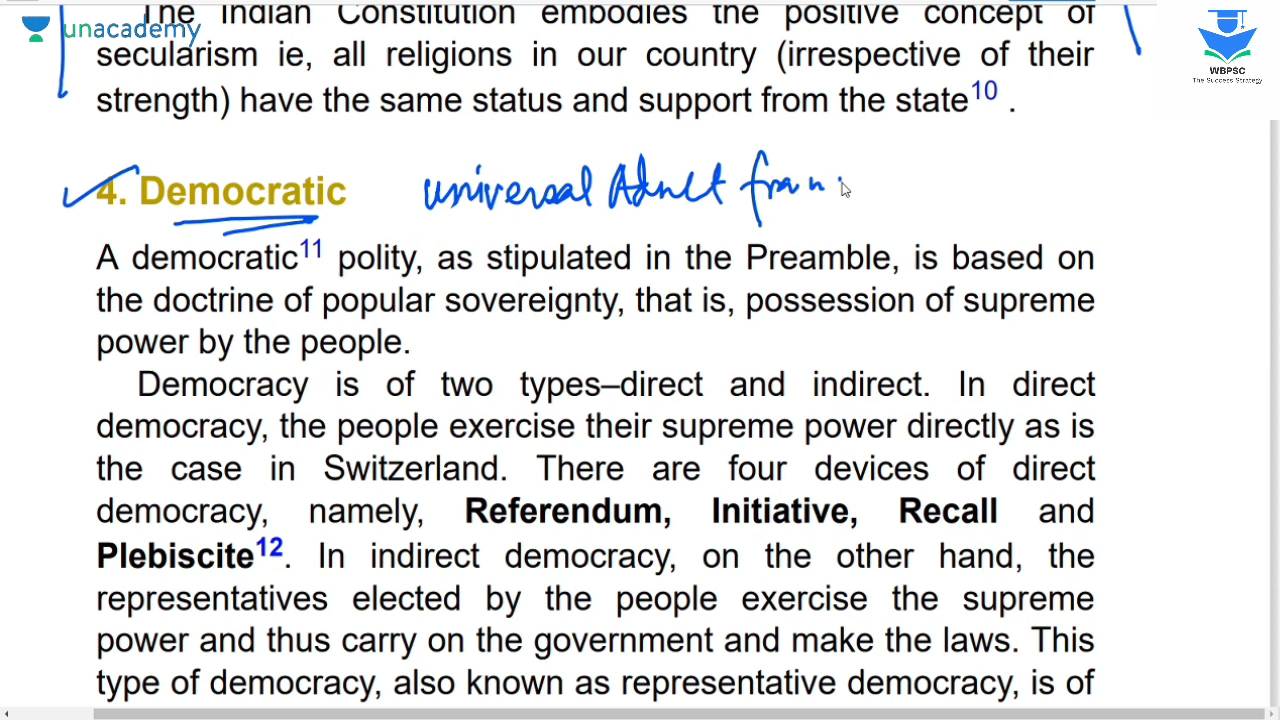 The Indian Constitution embodies the positive concept of
unacademy
secularism ie, all religions in our country (irrespective of their
strength) have the same status and support from the state10 .
WBPSC
The Success Strategy
4. Democratic universal Adult fran
A democratic11 polity, as stipulated in the Preamble, is based on
the doctrine of popular sovereignty, that is, possession of supreme
power by the people.
Democracy is of two types–direct and indirect. In direct
democracy, the people exercise their supreme power directly as is
the case in Switzerland. There are four devices of direct
democracy, namely, Referendum, Initiative, Recall and
Plebiscite12. In indirect democracy, on the other hand, the
representatives elected by the people exercise the supreme
power and thus carry on the government and make the laws. This
type of democracy, also known as representative democracy, is of